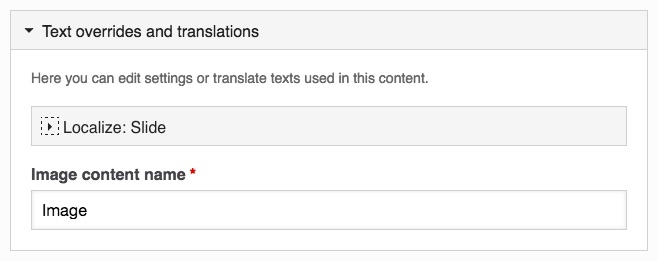 Text overrides and translations
Here you can edit settings or translate texts used in this content.
Localize: Slide
Image content name *
Image